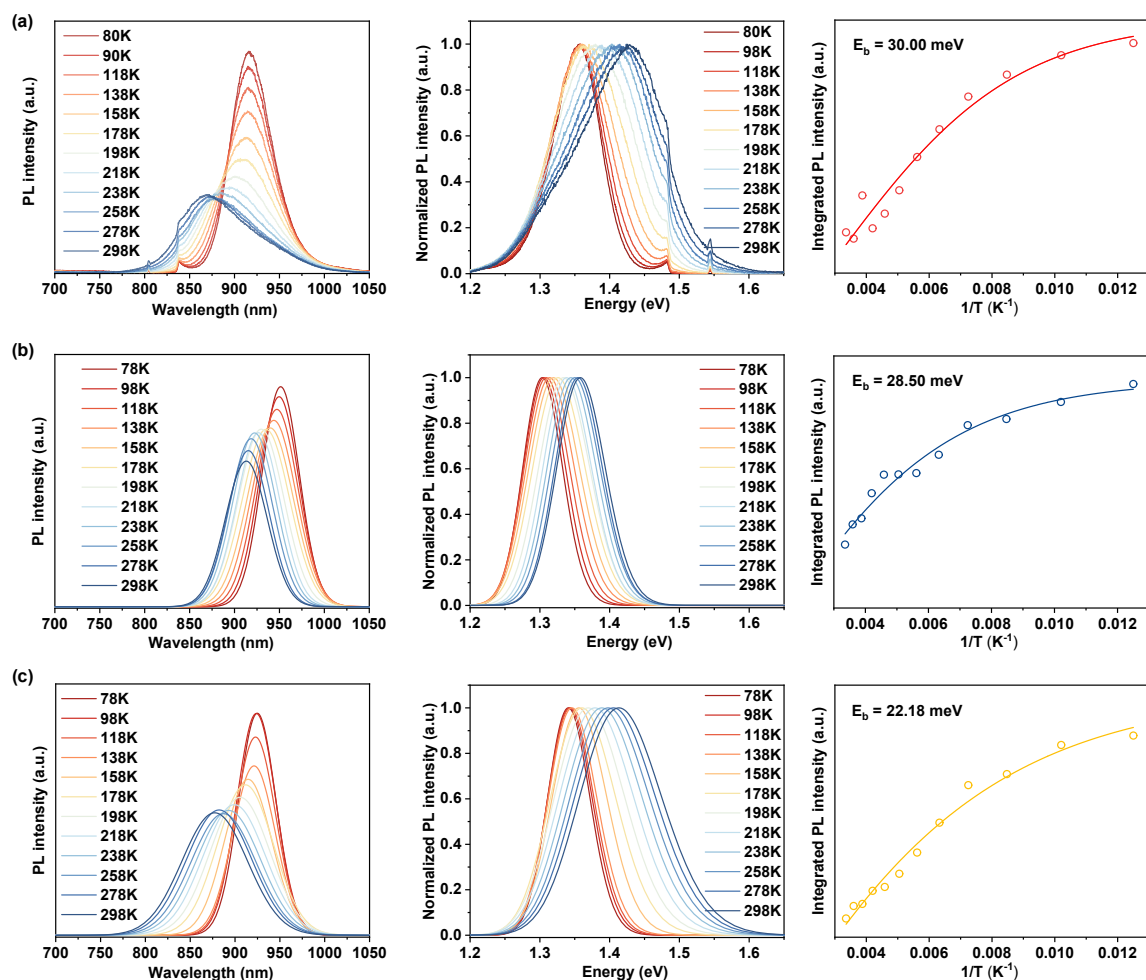 (a)
PL intensity (a.u.)
80K
90K
118K
138K
158K
178K
198K
218K
238K
258K
278K
298K
700 750 800 850 900 950 1000 1050
Wavelength (nm)
Normalized PL intensity (a.u.)
1.0
0.8
0.6
0.4
0.2
0.0
80K
98K
118K
138K
158K
178K
198K
218K
238K
258K
278K
298K
1.2 1.3 1.4 1.5 1.6
Energy (eV)
Integrated PL intensity (a.u.)
E_b = 30.00 meV
0.004 0.006 0.008 0.010 0.012
1/T (K⁻¹)
(b)
PL intensity (a.u.)
78K
98K
118K
138K
158K
178K
198K
218K
238K
258K
278K
298K
700 750 800 850 900 950 1000 1050
Wavelength (nm)
Normalized PL intensity (a.u.)
1.0
0.8
0.6
0.4
0.2
0.0
78K
98K
118K
138K
158K
178K
198K
218K
238K
258K
278K
298K
1.2 1.3 1.4 1.5 1.6
Energy (eV)
Integrated PL intensity (a.u.)
E_b = 28.50 meV
0.004 0.006 0.008 0.010 0.012
1/T (K⁻¹)
(c)
PL intensity (a.u.)
78K
98K
118K
138K
158K
178K
198K
218K
238K
258K
278K
298K
700 750 800 850 900 950 1000 1050
Wavelength (nm)
Normalized PL intensity (a.u.)
1.0
0.8
0.6
0.4
0.2
0.0
78K
98K
118K
138K
158K
178K
198K
218K
238K
258K
278K
298K
1.2 1.3 1.4 1.5 1.6
Energy (eV)
Integrated PL intensity (a.u.)
E_b = 22.18 meV
0.004 0.006 0.008 0.010 0.012
1/T (K⁻¹)